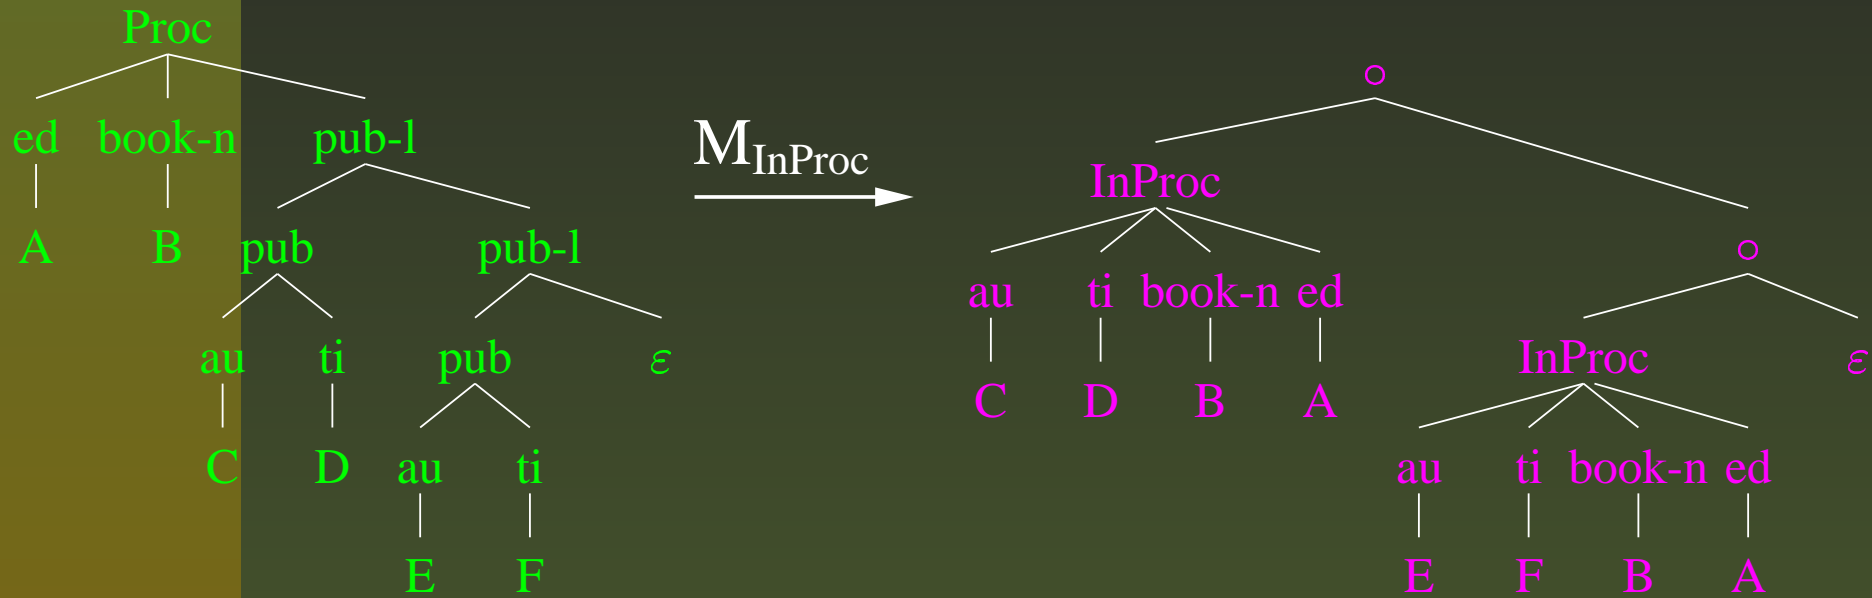 Proc
○
ed book-n pub-l
M_InProc
InProc
A B pub pub-l
○
au ti book-n ed
au ti pub ε
InProc ε
C D B A
C D au ti
au ti book-n ed
E F
E F B A